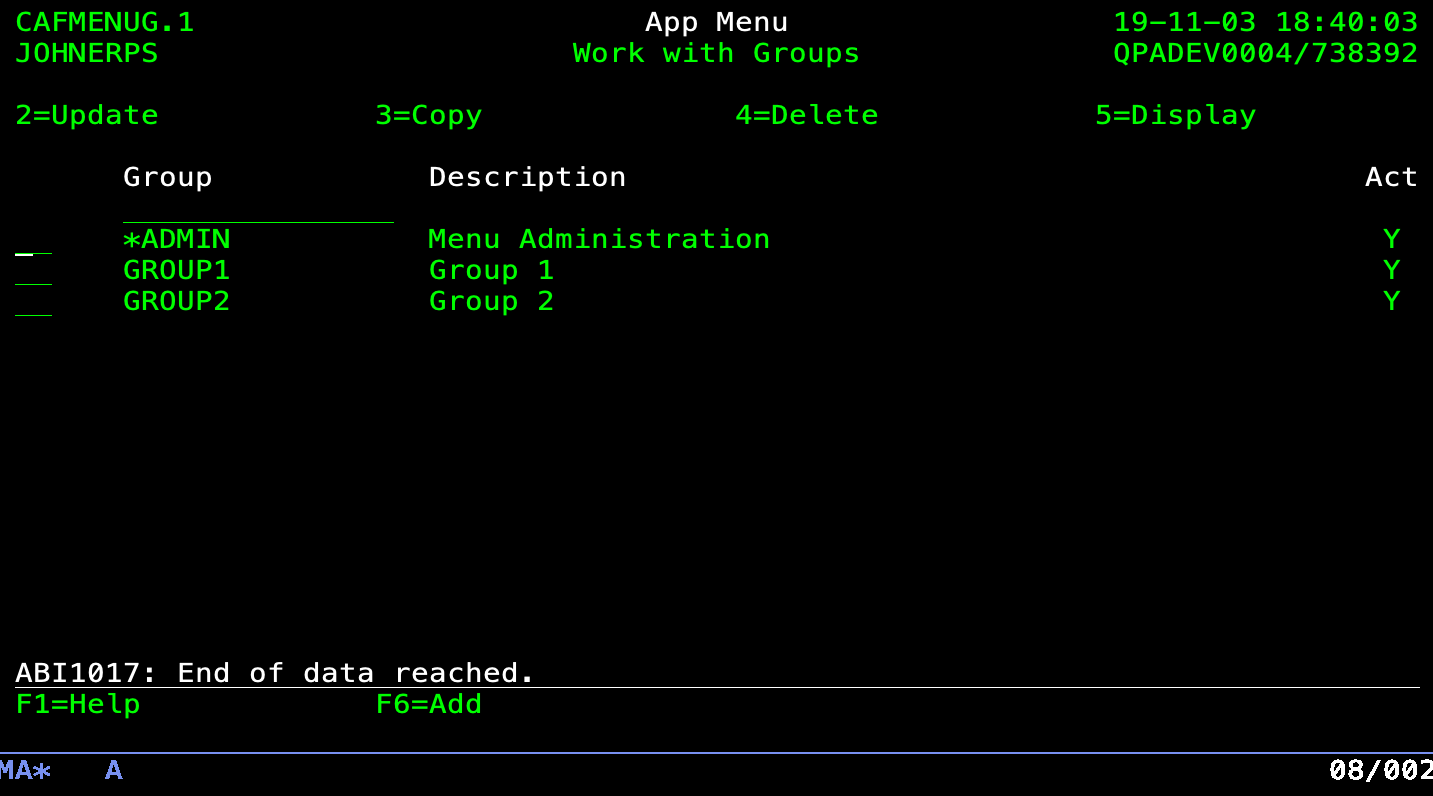 CAFMENUG.1 App Menu 19-11-03 18:40:03
JOHNERPS Work with Groups QPADEV0004/738392
2=Update 3=Copy 4=Delete 5=Display
Group Description Act
*ADMIN Menu Administration Y
GROUP1 Group 1 Y
GROUP2 Group 2 Y
ABI1017: End of data reached.
F1=Help F6=Add
MA* A 08/002